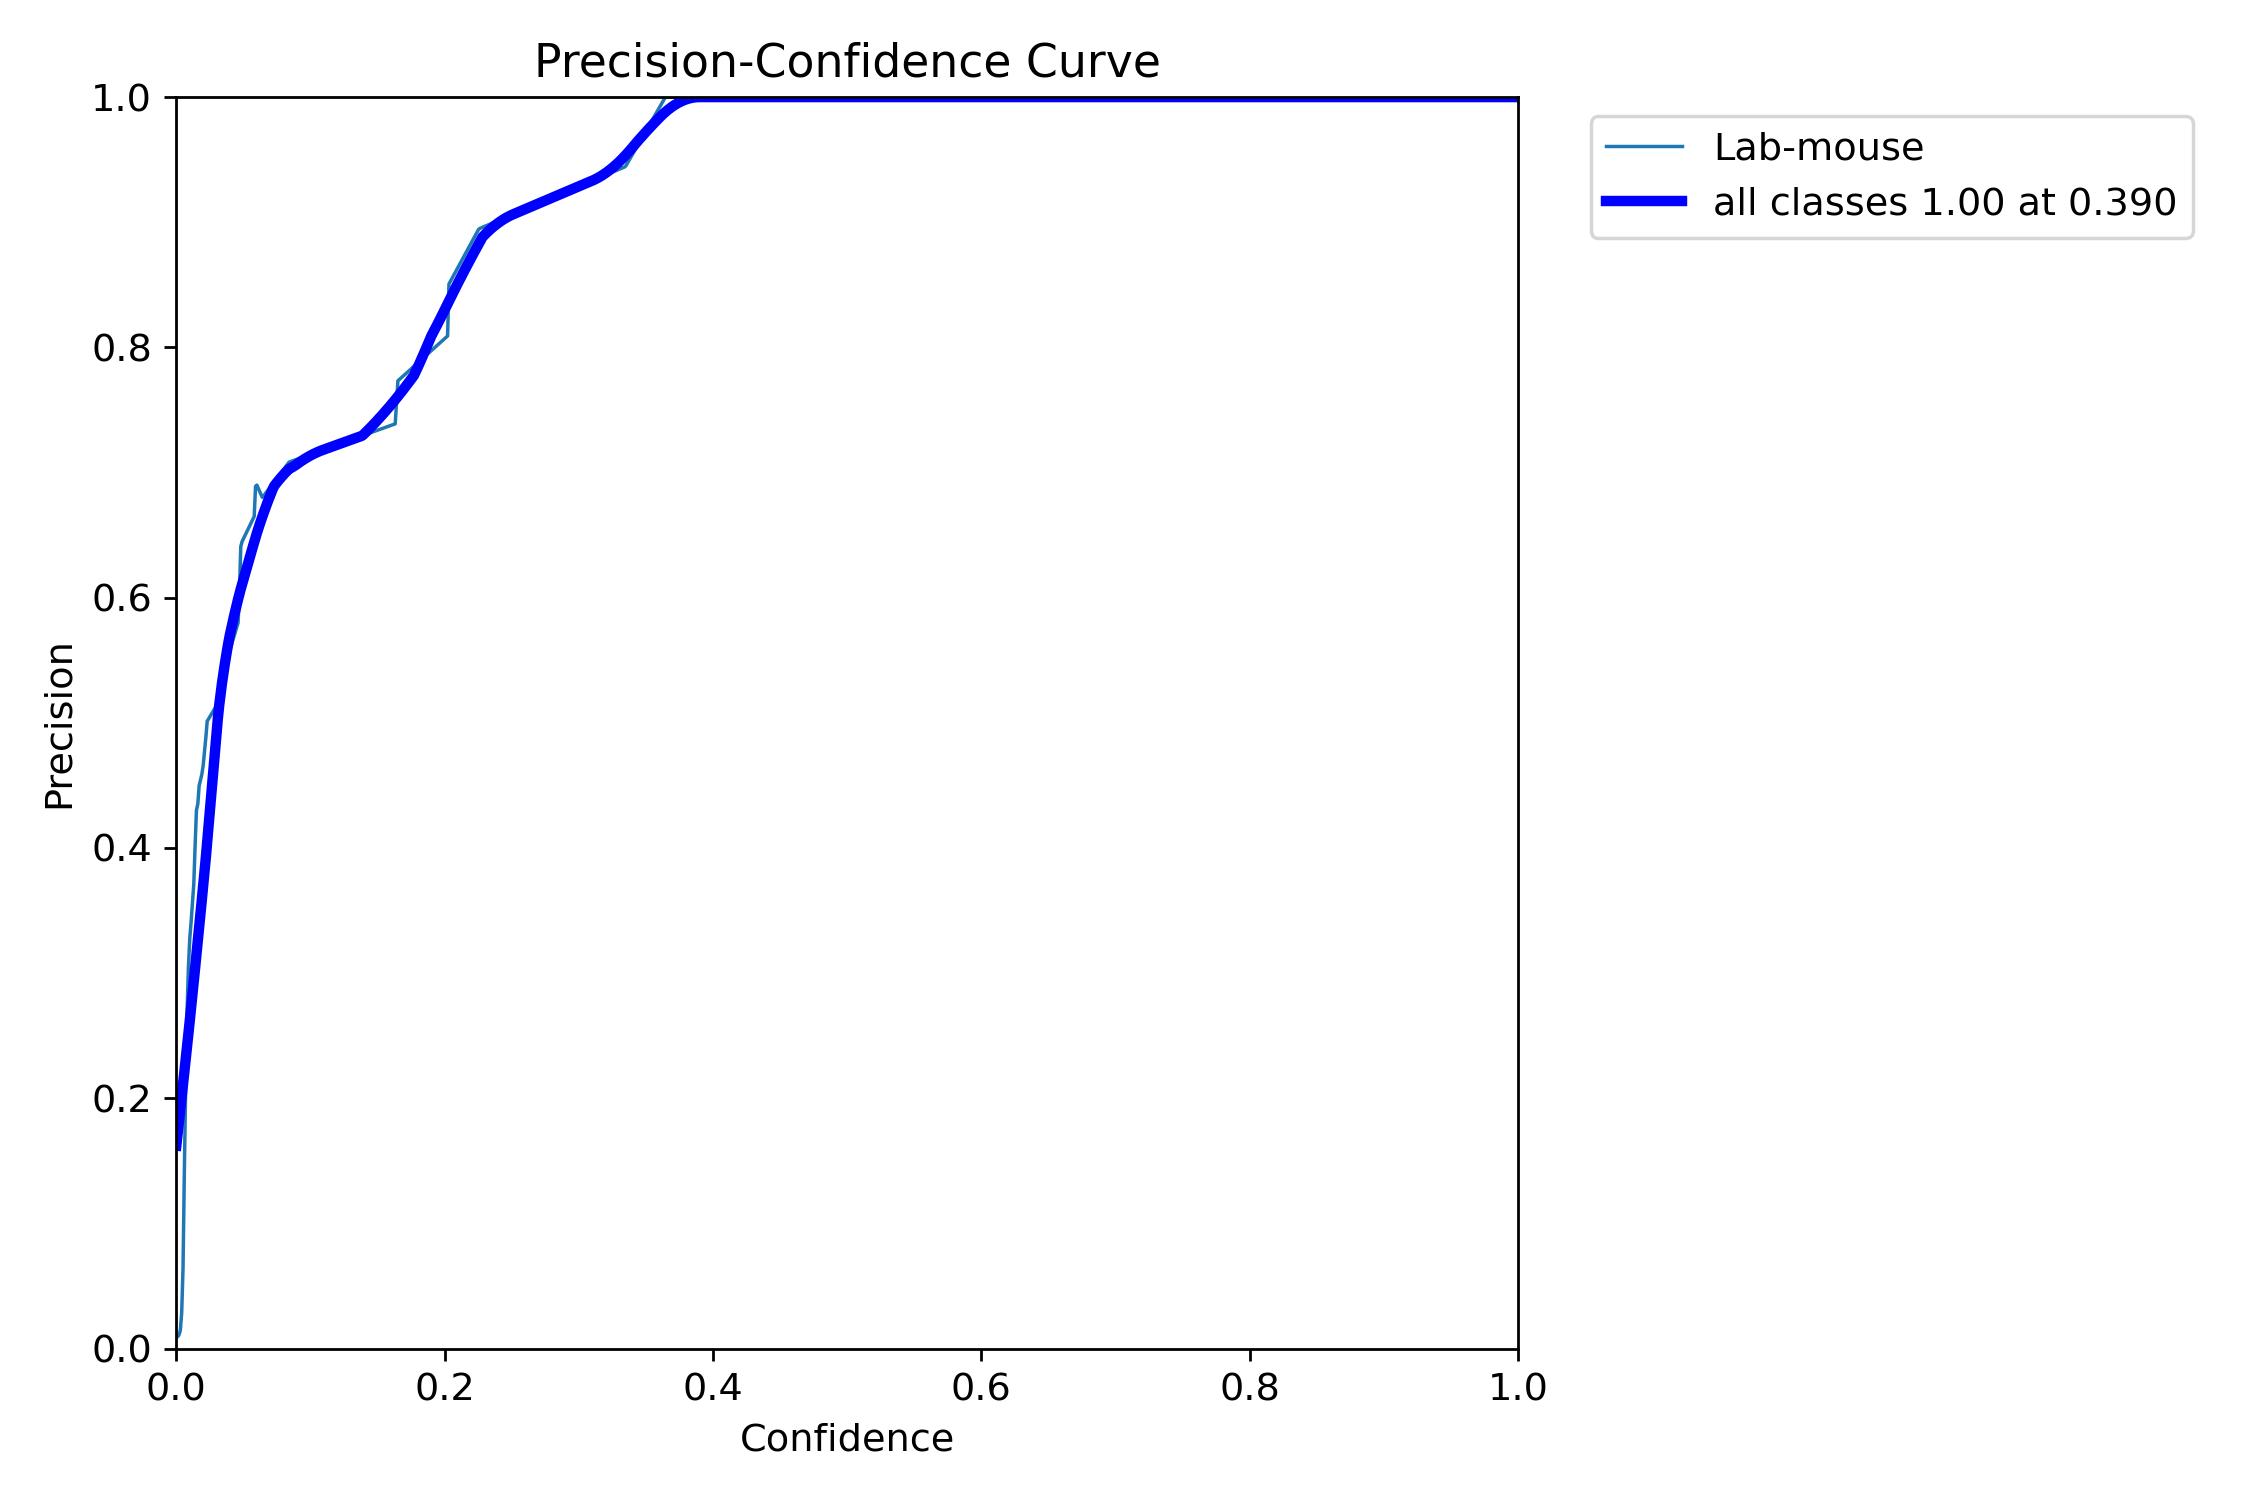 Precision-Confidence Curve
1.0
0.8
0.6
0.4
0.2
0.0
Precision
0.0 0.2 0.4 0.6 0.8 1.0
Confidence
Lab-mouse
all classes 1.00 at 0.390